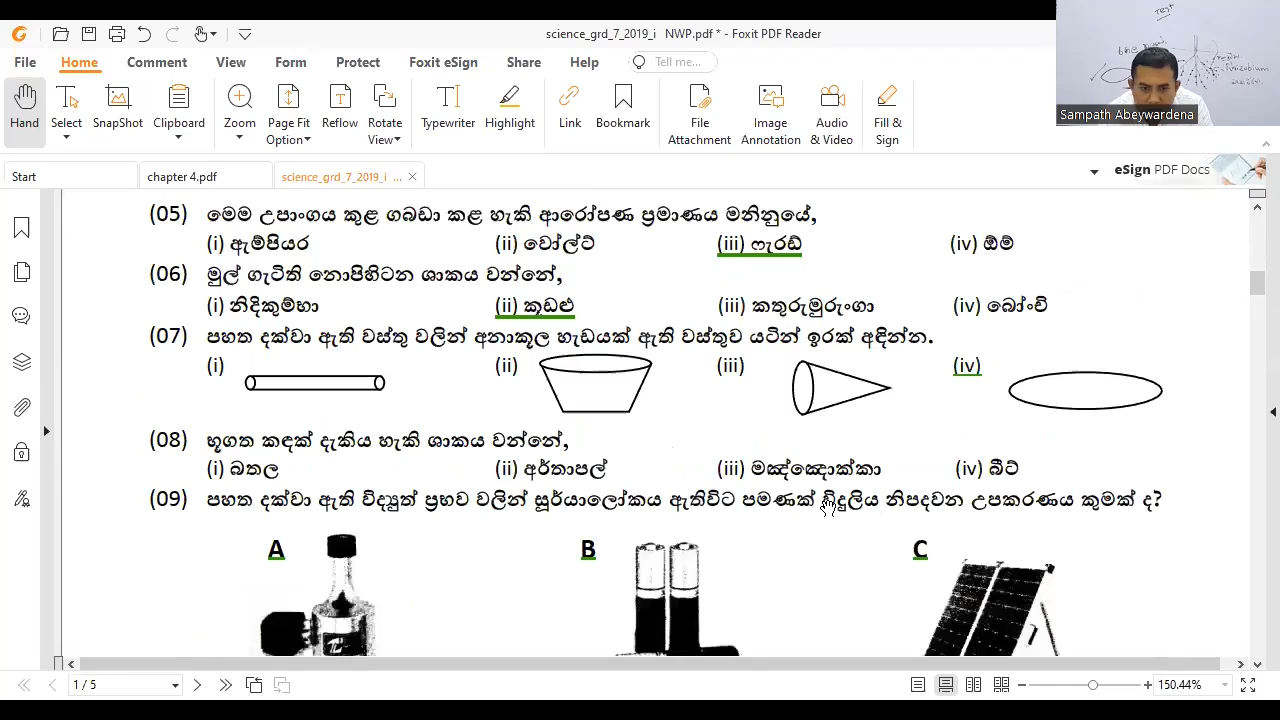 science_grd_7_2019_i NWP.pdf * - Foxit PDF Reader
Tell me...
File Home Comment View Form Protect Foxit eSign Share Help
Hand Select SnapShot Clipboard Zoom Page Fit Option Reflow Rotate View Typewriter Highlight Link Bookmark File Attachment Image Annotation Audio & Video Fill & Sign
Test
Sampath Abeywardena
Start chapter 4.pdf science_grd_7_2019_i ... eSign PDF Docs
(05) මෙම උපාංගය කුළ ගබඩා කළ හැකි ආරෝපණ ප්‍රමාණය මනිනුයේ,
(i) ඇම්පියර (ii) වෝල්ට් (iii) ෆැරඩ් (iv) ඕම්
(06) මුල් ගැටිති නොපිහිටන ශාකය වන්නේ,
(i) නිදිකුම්භා (ii) කූඩළු (iii) කතුරුමුරුංගා (iv) බෝංචි
(07) පහත දක්වා ඇති වස්තු වලින් අනාකූල හැඩයක් ඇති වස්තුව යටින් ඉරක් අඳින්න.
(i) (ii) (iii) (iv)
(08) භූගත කඳක් දැකිය හැකි ශාකය වන්නේ,
(i) බතල (ii) අර්තාපල් (iii) මඤ්ඤොක්කා (iv) බීට්
(09) පහත දක්වා ඇති විද්‍යුත් ප්‍රභව වලින් සූර්යාලෝකය ඇතිවිට පමණක් විදුලිය නිපදවන උපකරණය කුමක් ද?
A B C
1 / 5 150.44%